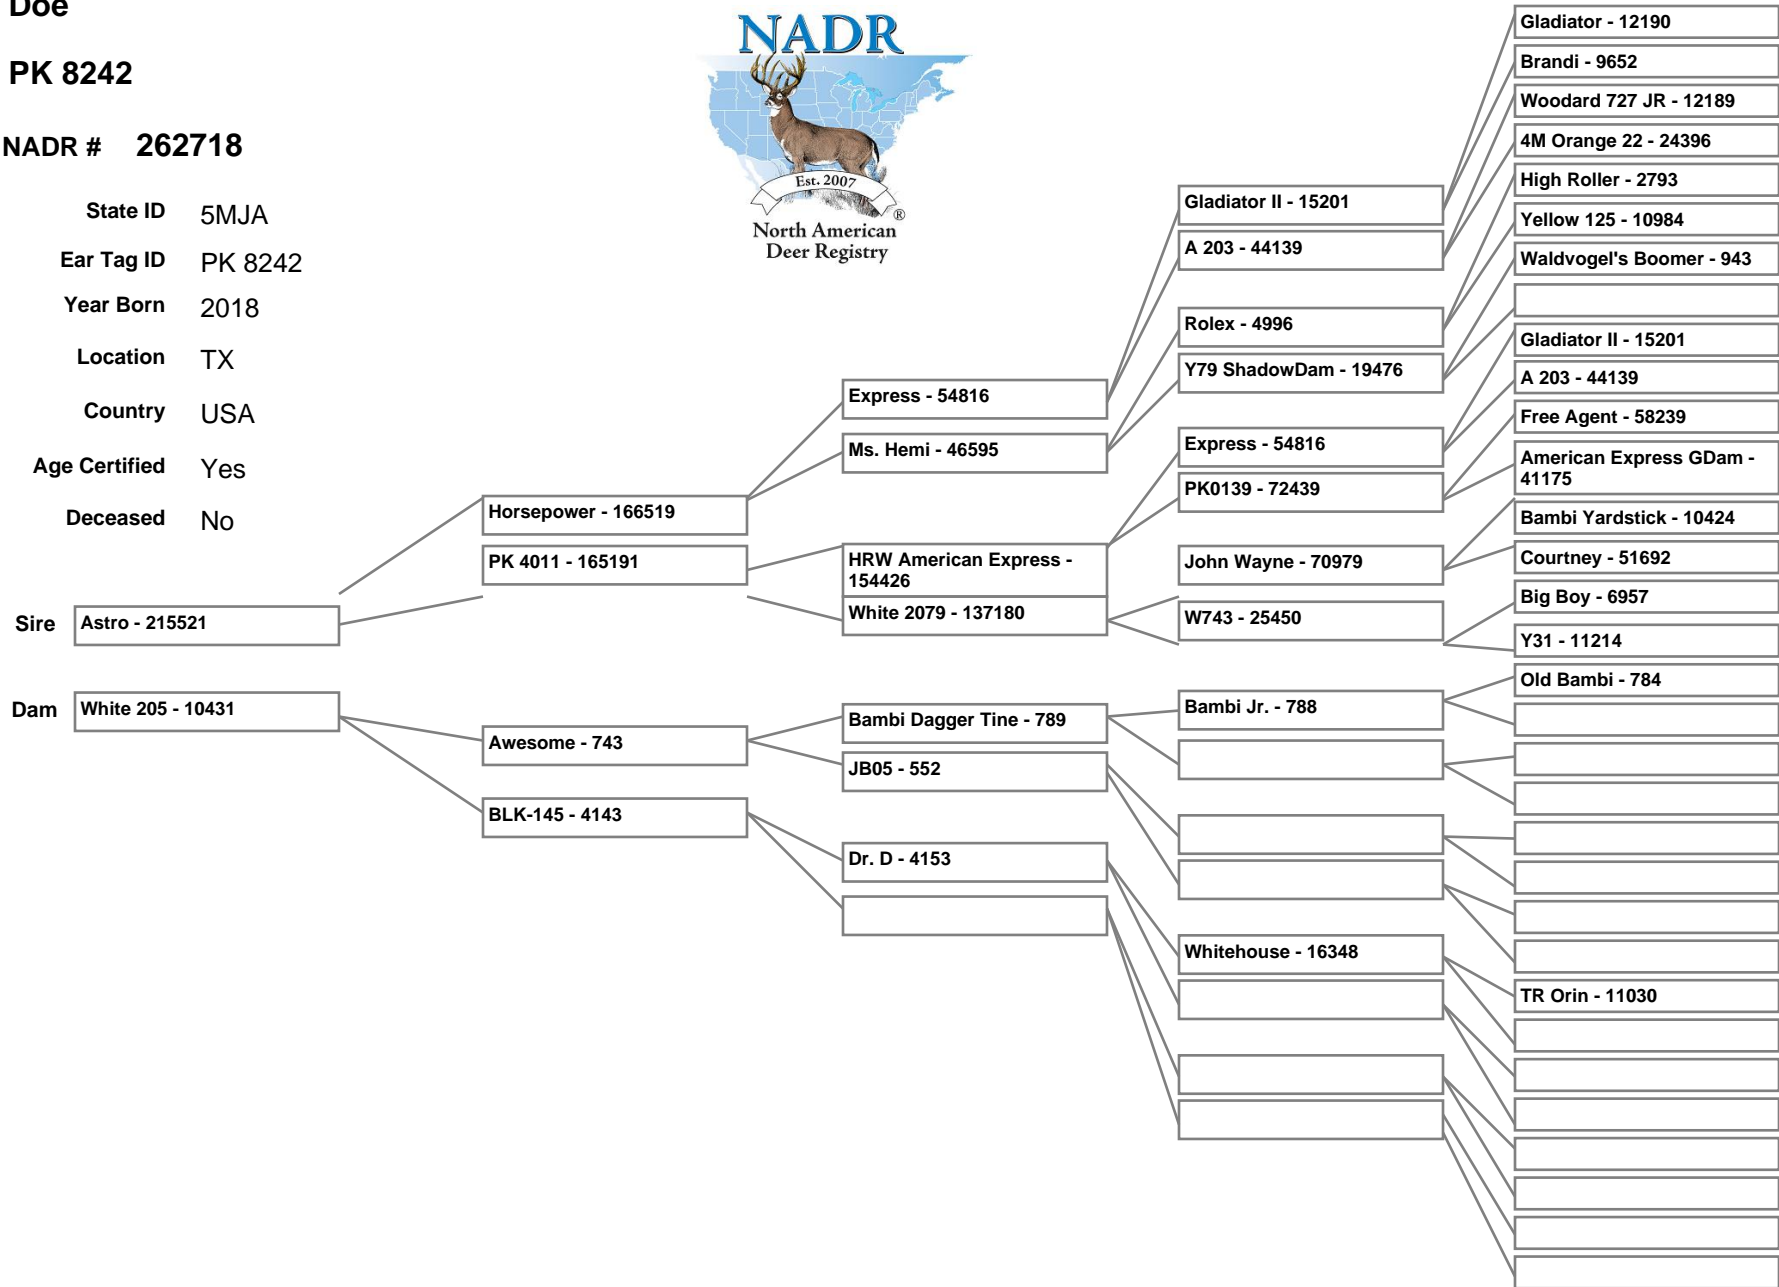 Doe
PK 8242
NADR # 262718
State ID 5MJA
Ear Tag ID PK 8242
Year Born 2018
Location TX
Country USA
Age Certified Yes
Deceased No
NADR
Est. 2007
®
North American
Deer Registry
Sire Astro - 215521
Dam White 205 - 10431
Horsepower - 166519
PK 4011 - 165191
Awesome - 743
BLK-145 - 4143
Express - 54816
Ms. Hemi - 46595
HRW American Express -
154426
White 2079 - 137180
Bambi Dagger Tine - 789
JB05 - 552
Dr. D - 4153
Gladiator II - 15201
A 203 - 44139
Rolex - 4996
Y79 ShadowDam - 19476
Express - 54816
PK0139 - 72439
John Wayne - 70979
W743 - 25450
Bambi Jr. - 788
Whitehouse - 16348
Gladiator - 12190
Brandi - 9652
Woodard 727 JR - 12189
4M Orange 22 - 24396
High Roller - 2793
Yellow 125 - 10984
Waldvogel's Boomer - 943
Gladiator II - 15201
A 203 - 44139
Free Agent - 58239
American Express GDam -
41175
Bambi Yardstick - 10424
Courtney - 51692
Big Boy - 6957
Y31 - 11214
Old Bambi - 784
TR Orin - 11030